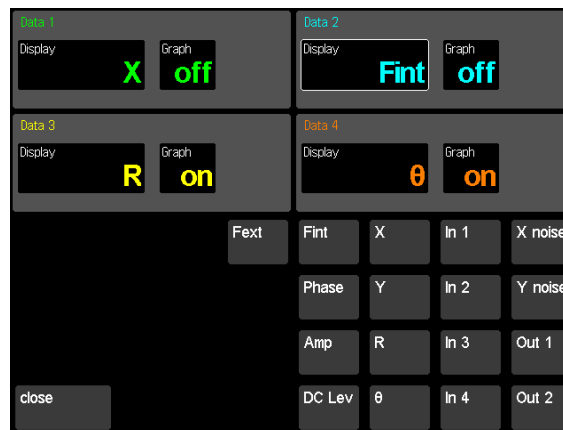 Data 1
Data 2
Display
Graph
Display
Graph
X
off
Fint
off
Data 3
Data 4
Display
Graph
Display
Graph
R
on
θ
on
Fext
Fint
X
In 1
X noise
Phase
Y
In 2
Y noise
Amp
R
In 3
Out 1
close
DC Lev
θ
In 4
Out 2